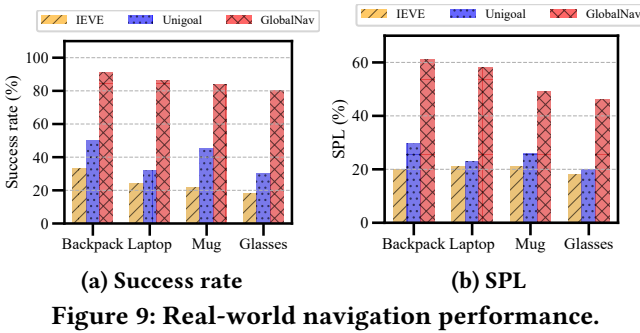 IEVE Unigoal GlobalNav
Success rate (%)
100
80
60
40
20
0
Backpack Laptop Mug Glasses
(a) Success rate
IEVE Unigoal GlobalNav
SPL (%)
60
40
20
0
Backpack Laptop Mug Glasses
(b) SPL
Figure 9: Real-world navigation performance.